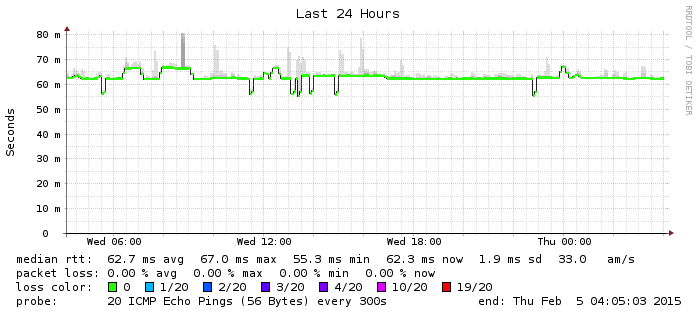 Last 24 Hours
RRDTOOL / TOBI OETIKER
Seconds
80 m
70 m
60 m
50 m
40 m
30 m
20 m
10 m
0
Wed 06:00 Wed 12:00 Wed 18:00 Thu 00:00
median rtt: 62.7 ms avg 67.0 ms max 55.3 ms min 62.3 ms now 1.9 ms sd 33.0 am/s
packet loss: 0.00 % avg 0.00 % max 0.00 % min 0.00 % now
loss color: 0 1/20 2/20 3/20 4/20 10/20 19/20
probe: 20 ICMP Echo Pings (56 Bytes) every 300s end: Thu Feb 5 04:05:03 2015